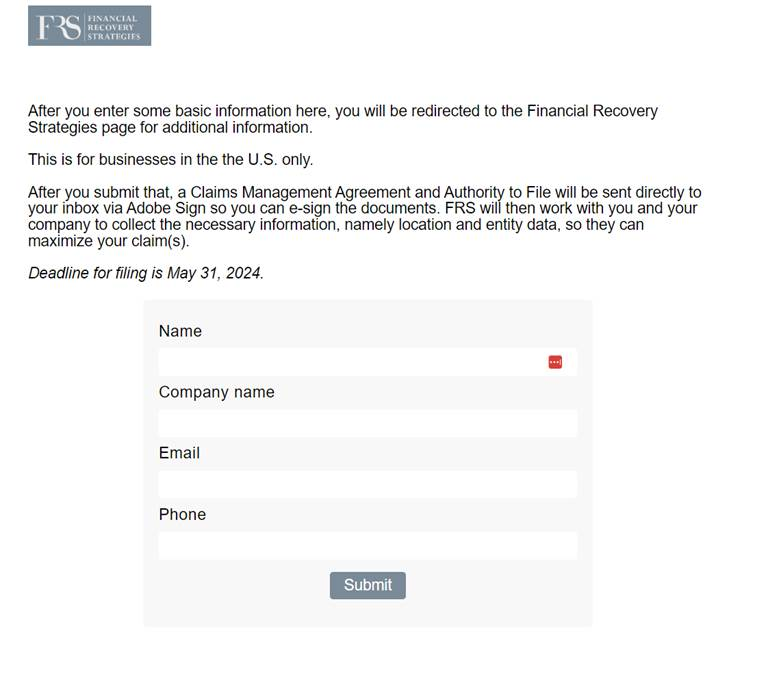 FRS FINANCIAL
RECOVERY
STRATEGIES
After you enter some basic information here, you will be redirected to the Financial Recovery
Strategies page for additional information.
This is for businesses in the the U.S. only.
After you submit that, a Claims Management Agreement and Authority to File will be sent directly to
your inbox via Adobe Sign so you can e-sign the documents. FRS will then work with you and your
company to collect the necessary information, namely location and entity data, so they can
maximize your claim(s).
Deadline for filing is May 31, 2024.
Name
Company name
Email
Phone
Submit